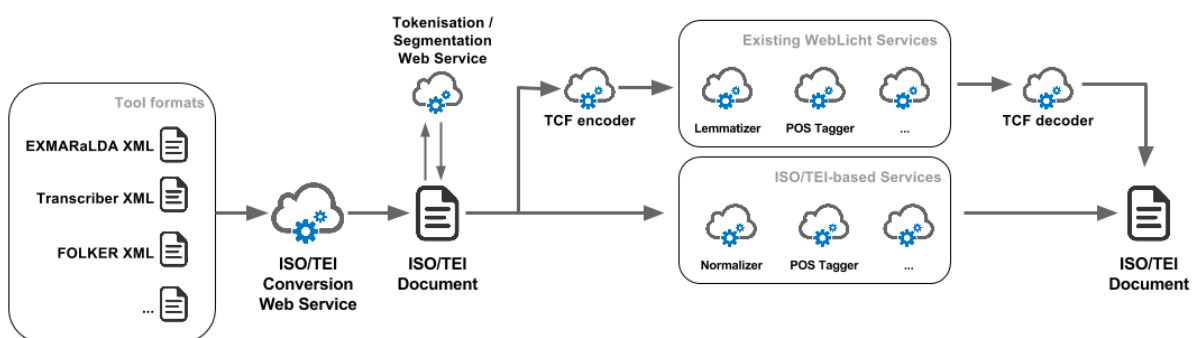 Tool formats
EXMARaLDA XML
Transcriber XML
FOLKER XML
...
ISO/TEI
Conversion
Web Service
Tokenisation /
Segmentation
Web Service
ISO/TEI
Document
TCF encoder
Existing WebLicht Services
Lemmatizer
POS Tagger
...
TCF decoder
ISO/TEI-based Services
Normalizer
POS Tagger
...
ISO/TEI
Document